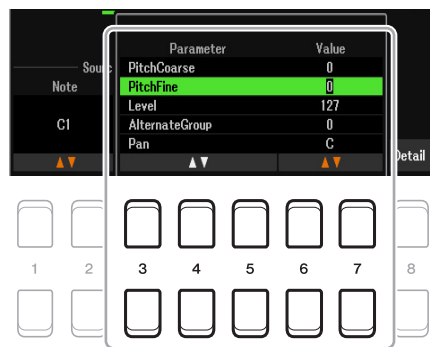 Parameter Value
Sourc
PitchCoarse 0
Note
PitchFine 0
Level 127
C1
AlternateGroup 0
Pan C
Detail
1 2 3 4 5 6 7 8